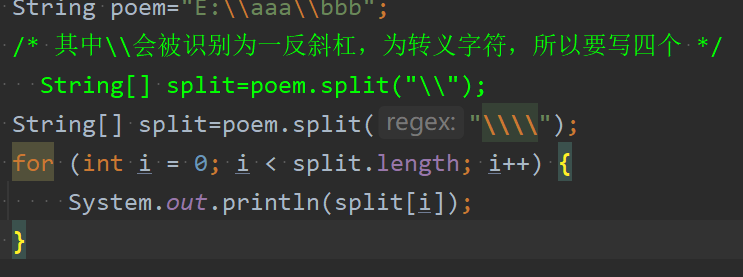 String poem="E:\\aaa\\bbb";
/* 其中\\会被识别为一反斜杠，为转义字符，所以要写四个 */
String[] split=poem.split("\\");
String[] split=poem.split( regex: "\\\\");
for (int i = 0; i < split.length; i++) {
System.out.println(split[i]);
}